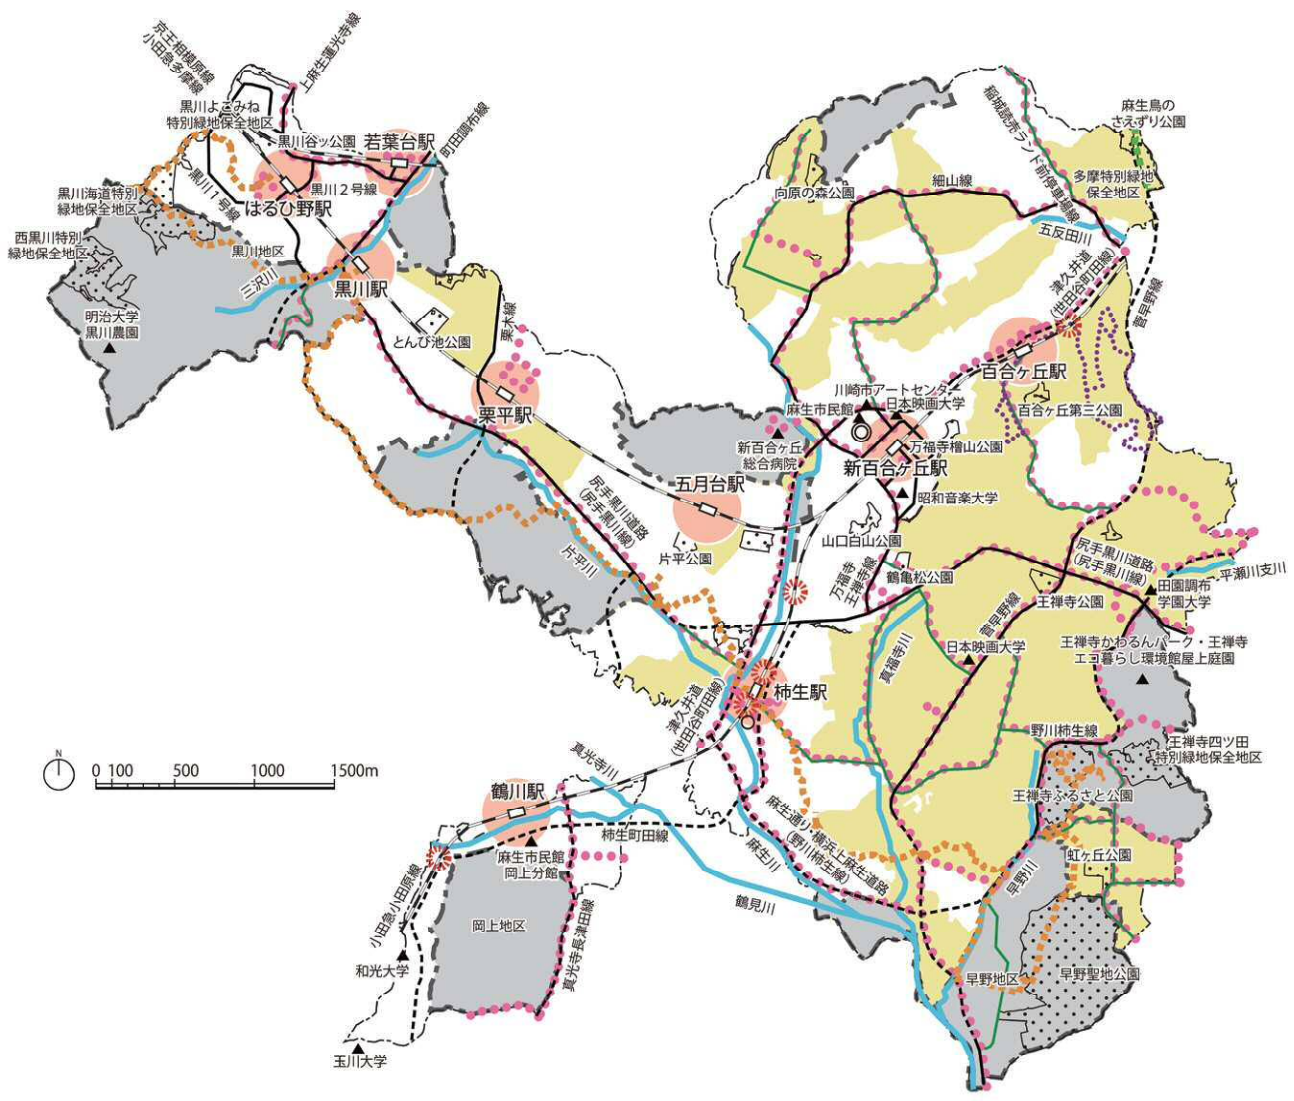 京王相模原線
小田急多摩線
上麻生蓮光寺線
黒川よこみね
特別緑地保全地区
黒川谷ッ公園
若葉台駅
町田調布線
黒川海道特別
緑地保全地区
黒川1号線
黒川2号線
はるひ野駅
西黒川特別
緑地保全地区
黒川地区
三沢川
黒川駅
明治大学
黒川農園
とんび池公園
栗木線
栗平駅
稲城読売ランド前停車場線
麻生鳥の
さえずり公園
細山線
多摩特別緑地
保全地区
向原の森公園
五反田川
津久井道
(世田谷町田線)
菅早野線
百合ヶ丘駅
川崎市アートセンター
日本映画大学
麻生市民館
百合ヶ丘第三公園
新百合ヶ丘
総合病院
万福寺檜山公園
新百合ヶ丘駅
五月台駅
昭和音楽大学
尻手黒川道路
(尻手黒川線)
片平川
片平公園
山口白山公園
万福寺
王禅寺線
鶴亀松公園
尻手黒川道路
(尻手黒川線)
平瀬川支川
田園調布
学園大学
王禅寺公園
菅早野線
真福寺川
日本映画大学
王禅寺かわるんパーク・王禅寺
エコ暮らし環境館屋上庭園
柿生駅
津久井道
(世田谷町田線)
野川柿生線
王禅寺四ツ田
特別緑地保全地区
真光寺川
N
0 100 500 1000 1500m
鶴川駅
王禅寺ふるさと公園
麻生通り・横浜上麻生道路
(野川柿生線)
柿生町田線
麻生川
麻生市民館
岡上分館
虹ヶ丘公園
早野川
鶴見川
小田急小田原線
岡上地区
真光寺長津田線
和光大学
早野地区
早野聖地公園
玉川大学